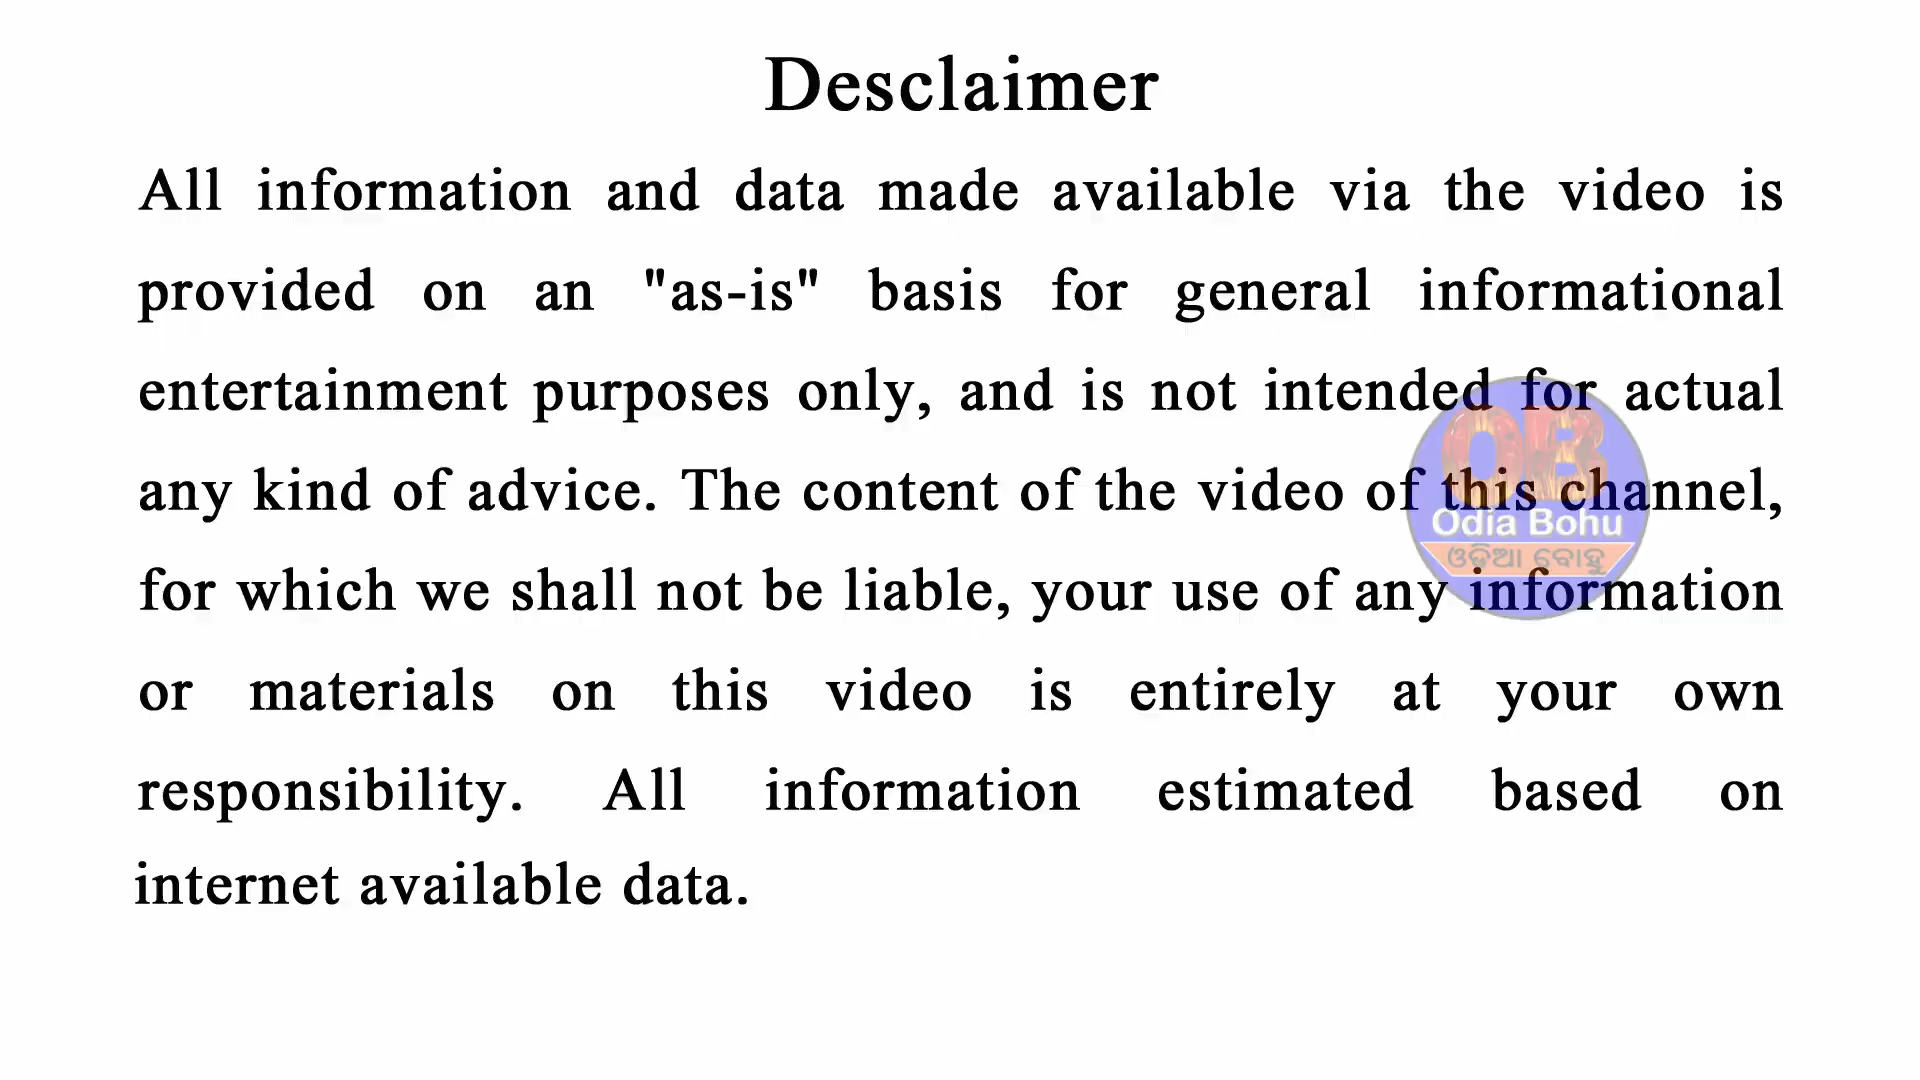 Desclaimer
All information and data made available via the video is
provided on an "as-is" basis for general informational
entertainment purposes only, and is not intended for actual
any kind of advice. The content of the video of this channel,
for which we shall not be liable, your use of any information
or materials on this video is entirely at your own
responsibility. All information estimated based on
internet available data.
OB
Odia Bohu
ଓଡ଼ିଆ ବୋହୂ